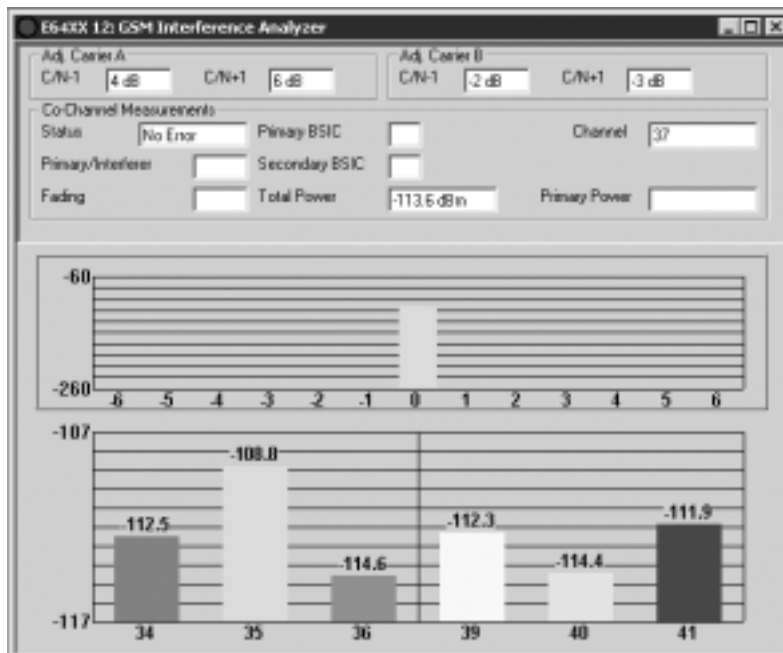 E64XX 12: GSM Interference Analyzer
Adj. Carrier A
C/N-1 4 dB C/N+1 6 dB
Adj. Carrier B
C/N-1 -2 dB C/N+1 -3 dB
Co-Channel Measurements
Status No Error Primary BSIC Channel 37
Primary/Interferer Secondary BSIC
Fading Total Power -113.6 dBm Primary Power
-60
-260
-6 -5 -4 -3 -2 -1 0 1 2 3 4 5 6
-107
-108.8
-112.5 -114.6 -112.3 -114.4 -111.9
-117
34 35 36 39 40 41